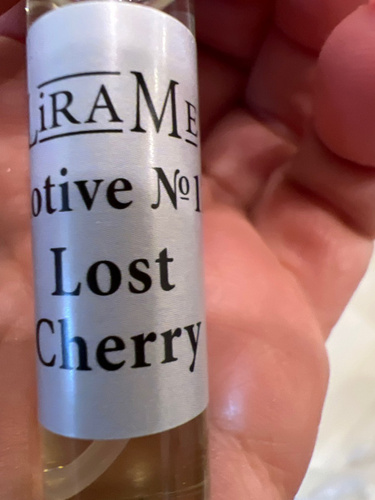 LiRAME
otive №1
Lost
Cherry